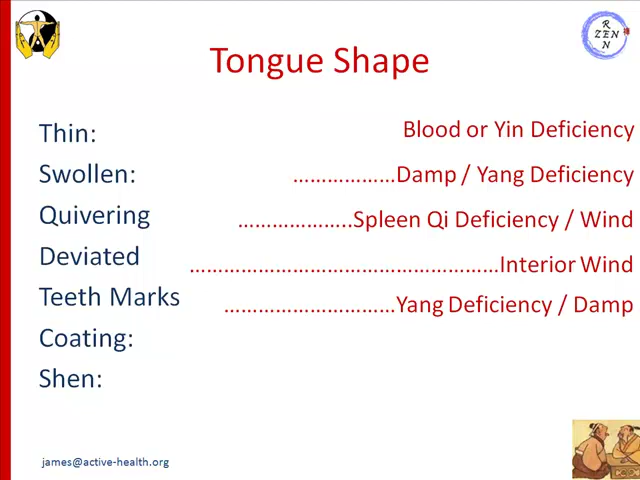 R
ZEN
N
Tongue Shape
Thin: Blood or Yin Deficiency
Swollen: ………………Damp / Yang Deficiency
Quivering ………………..Spleen Qi Deficiency / Wind
Deviated ………………………………………………Interior Wind
Teeth Marks …………………………Yang Deficiency / Damp
Coating:
Shen:
james@active-health.org